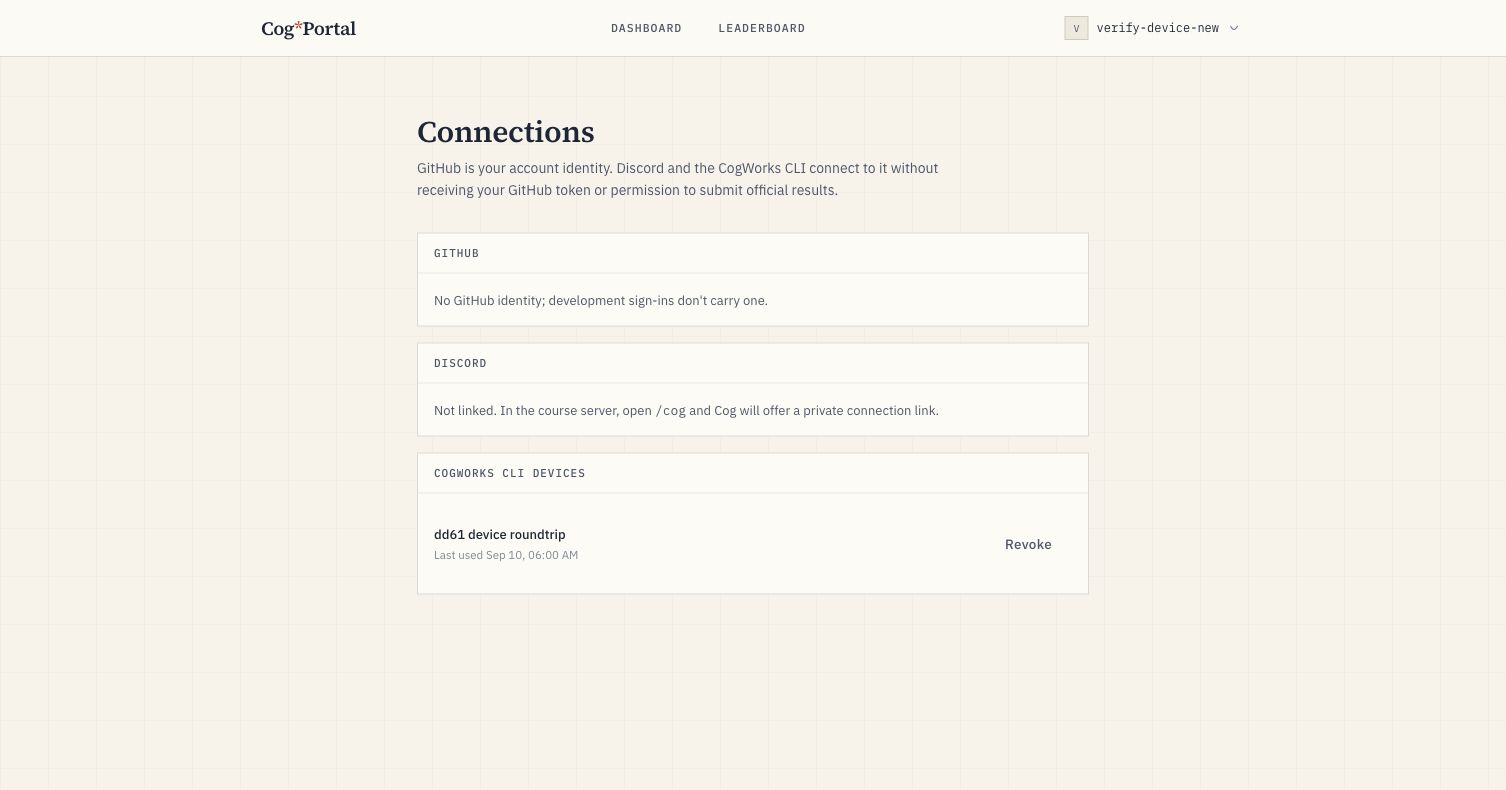 Cog*Portal
DASHBOARD
LEADERBOARD
V
verify-device-new
Connections
GitHub is your account identity. Discord and the CogWorks CLI connect to it without
receiving your GitHub token or permission to submit official results.
GITHUB
No GitHub identity; development sign-ins don't carry one.
DISCORD
Not linked. In the course server, open /cog and Cog will offer a private connection link.
COGWORKS CLI DEVICES
dd61 device roundtrip
Revoke
Last used Sep 10, 06:00 AM